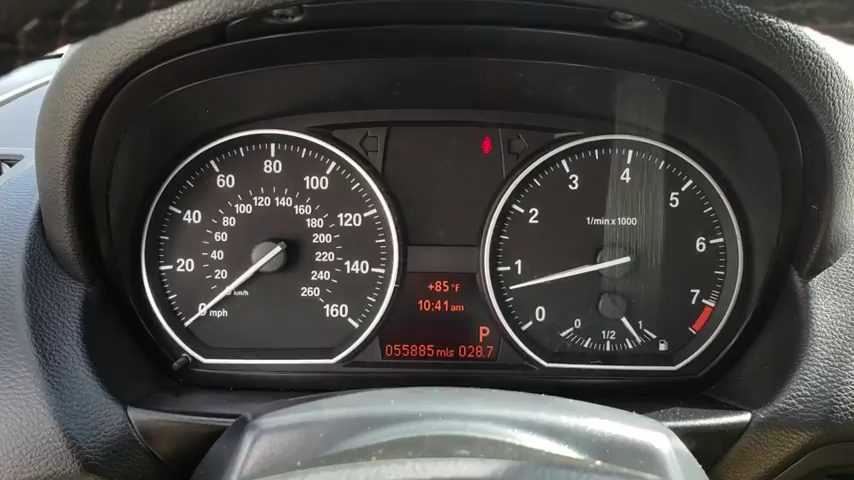 0 20 40 60 80 100 120 140 160
mph
20 40 60 80 100 120 140 160 180 200 220 240 260
km/h
0 1 2 3 4 5 6 7
1/min x 1000
0 1/2 1
+85°F
10:41am
P
055885mls 028.7